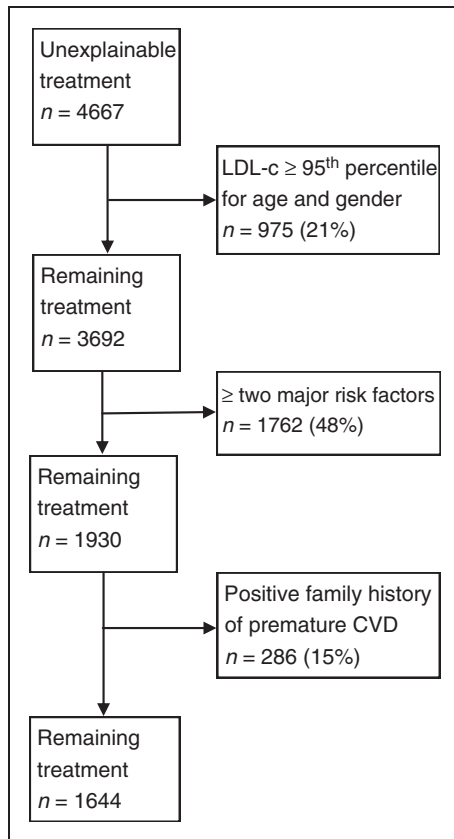 Unexplainable
treatment
n = 4667
LDL-c ≥ 95th percentile
for age and gender
n = 975 (21%)
Remaining
treatment
n = 3692
≥ two major risk factors
n = 1762 (48%)
Remaining
treatment
n = 1930
Positive family history
of premature CVD
n = 286 (15%)
Remaining
treatment
n = 1644